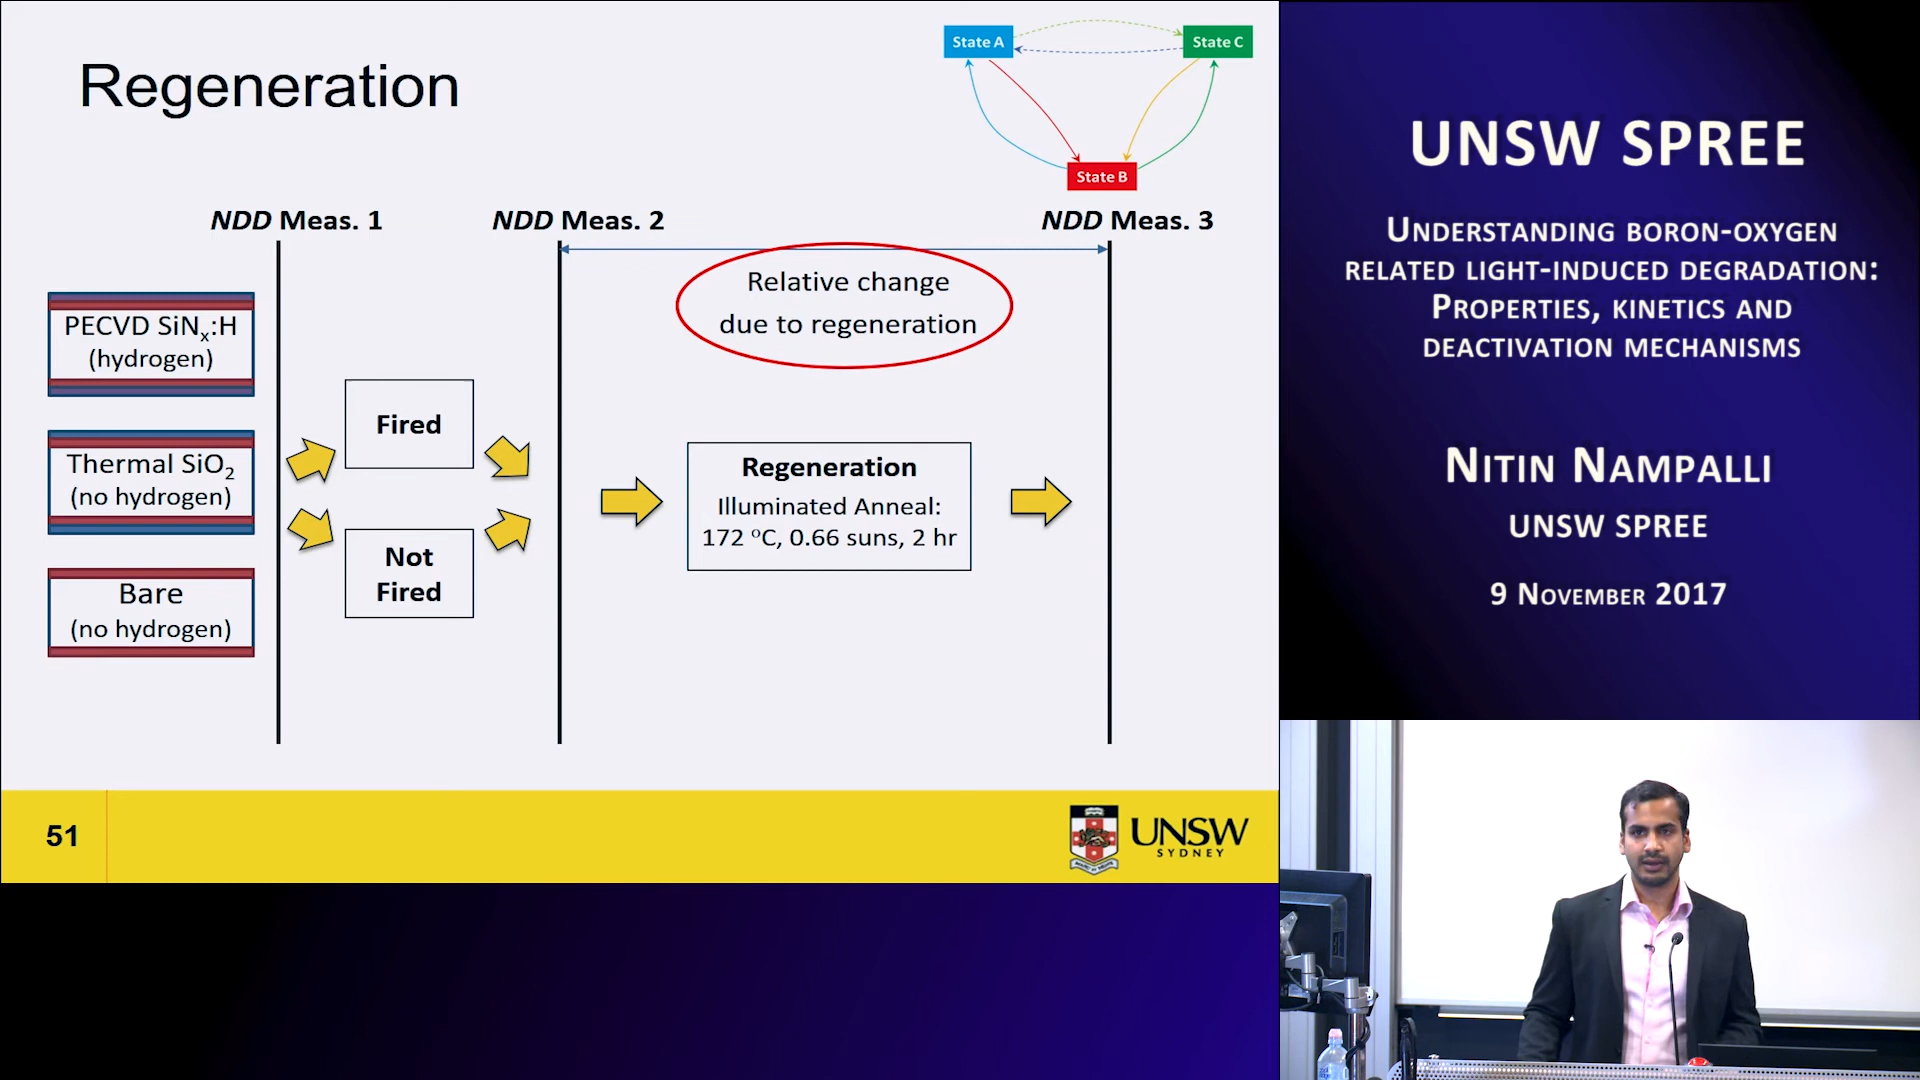 Regeneration
State A
State C
State B
NDD Meas. 1
NDD Meas. 2
NDD Meas. 3
Relative change
due to regeneration
PECVD SiNx:H
(hydrogen)
Thermal SiO2
(no hydrogen)
Bare
(no hydrogen)
Fired
Not
Fired
Regeneration
Illuminated Anneal:
172 °C, 0.66 suns, 2 hr
51
UNSW
SYDNEY
UNSW SPREE
UNDERSTANDING BORON-OXYGEN
RELATED LIGHT-INDUCED DEGRADATION:
PROPERTIES, KINETICS AND
DEACTIVATION MECHANISMS
NITIN NAMPALLI
UNSW SPREE
9 NOVEMBER 2017